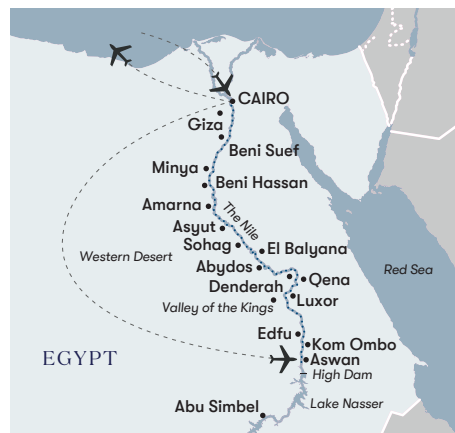 CAIRO
Giza
Beni Suef
Minya
Beni Hassan
Amarna
The Nile
Asyut
Sohag
El Balyana
Western Desert
Abydos
Red Sea
Denderah
Qena
Valley of the Kings
Luxor
Edfu
Kom Ombo
EGYPT
Aswan
High Dam
Lake Nasser
Abu Simbel